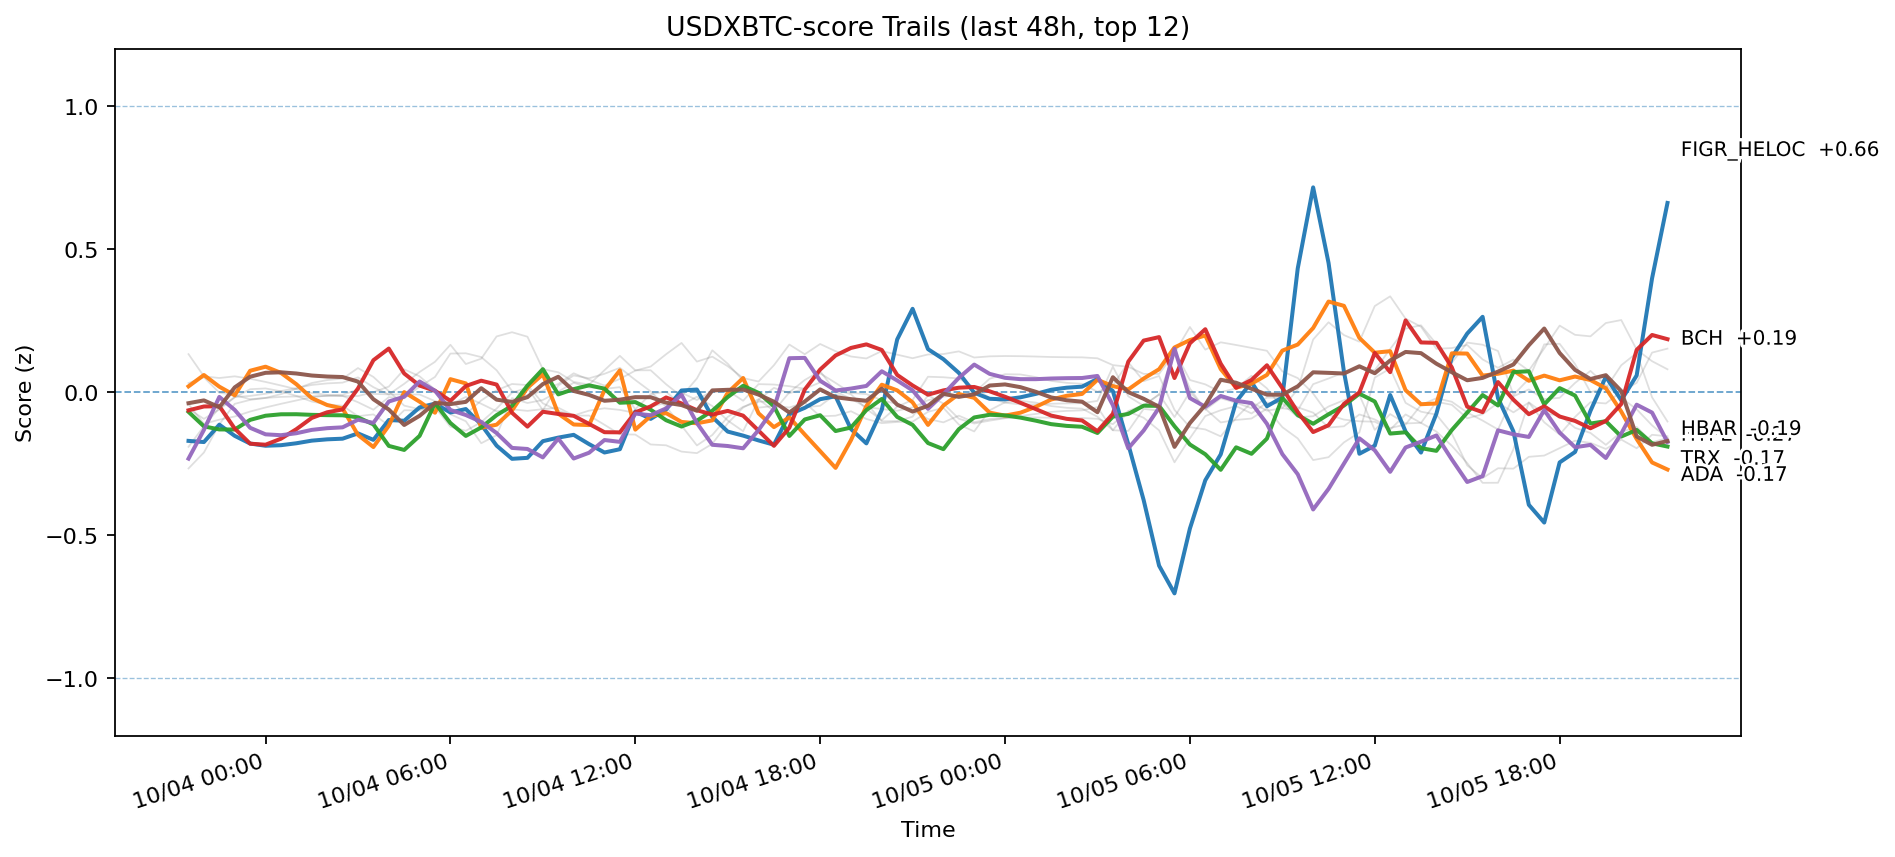 USDXBTC-score Trails (last 48h, top 12)
Score (z)
1.0
0.5
0.0
−0.5
−1.0
FIGR_HELOC +0.66
BCH +0.19
HBAR -0.19
-0.27
TRX -0.17
ADA -0.17
10/04 00:00
10/04 06:00
10/04 12:00
10/04 18:00
10/05 00:00
10/05 06:00
10/05 12:00
10/05 18:00
Time